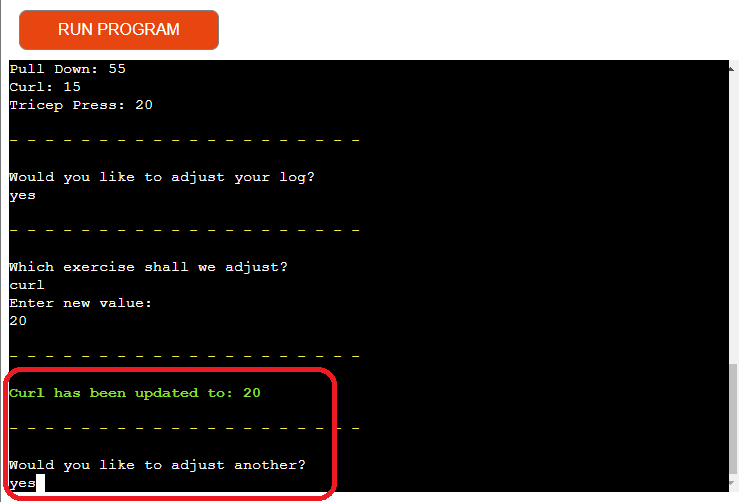 RUN PROGRAM
Pull Down: 55
Curl: 15
Tricep Press: 20
- - - - - - - - - - - - - - - - - - - -
Would you like to adjust your log?
yes
- - - - - - - - - - - - - - - - - - - -
Which exercise shall we adjust?
curl
Enter new value:
20
- - - - - - - - - - - - - - - - - - - -
Curl has been updated to: 20
- - - - - - - - - - - - - - - - - - - -
Would you like to adjust another?
yes